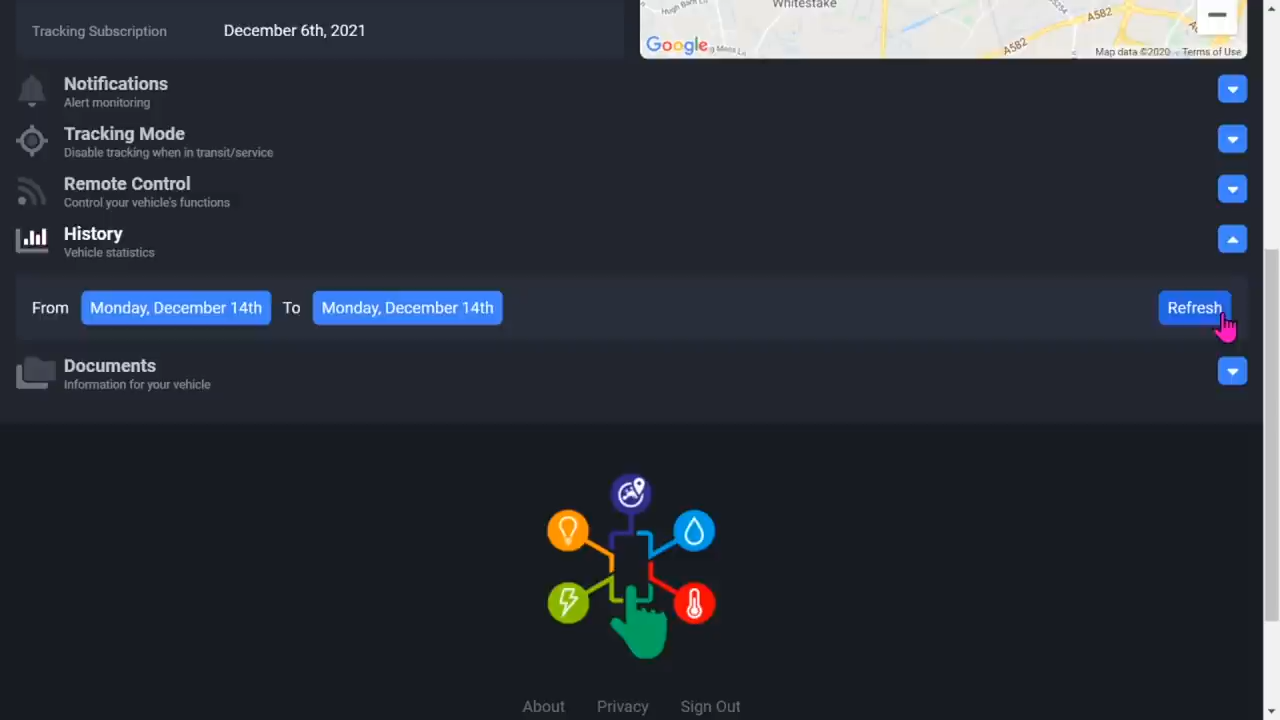 Whitestake
A582
Tracking Subscription December 6th, 2021
Google
A582
Map data ©2020 Terms of Use
Notifications
Alert monitoring
Tracking Mode
Disable tracking when in transit/service
Remote Control
Control your vehicle's functions
History
Vehicle statistics
From Monday, December 14th To Monday, December 14th Refresh
Documents
Information for your vehicle
About Privacy Sign Out